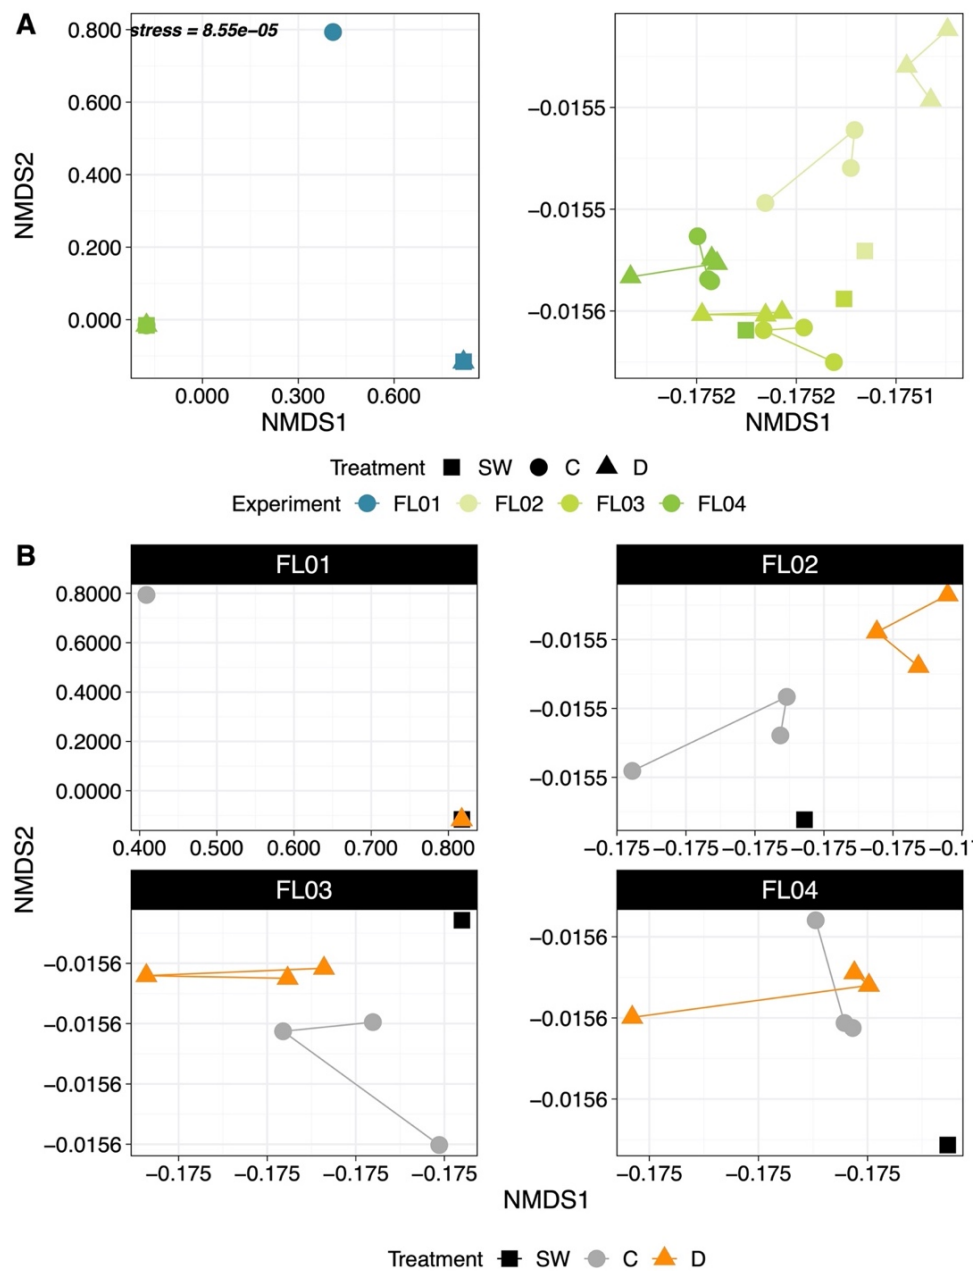 A
stress = 8.55e−05
0.800
0.600
0.400
0.200
0.000
NMDS2
0.000 0.300 0.600
NMDS1
−0.0155
−0.0155
−0.0156
−0.1752 −0.1752 −0.1751
NMDS1
Treatment SW C D
Experiment FL01 FL02 FL03 FL04
B
FL01
0.8000
0.6000
0.4000
0.2000
0.0000
0.400 0.500 0.600 0.700 0.800
FL02
−0.0155
−0.0155
−0.0155
−0.175 −0.175 −0.175 −0.175 −0.175
NMDS2
FL03
−0.0156
−0.0156
−0.0156
−0.0156
−0.175 −0.175 −0.175 −0.175
FL04
−0.0156
−0.0156
−0.0156
−0.175 −0.175 −0.175
NMDS1
Treatment SW C D